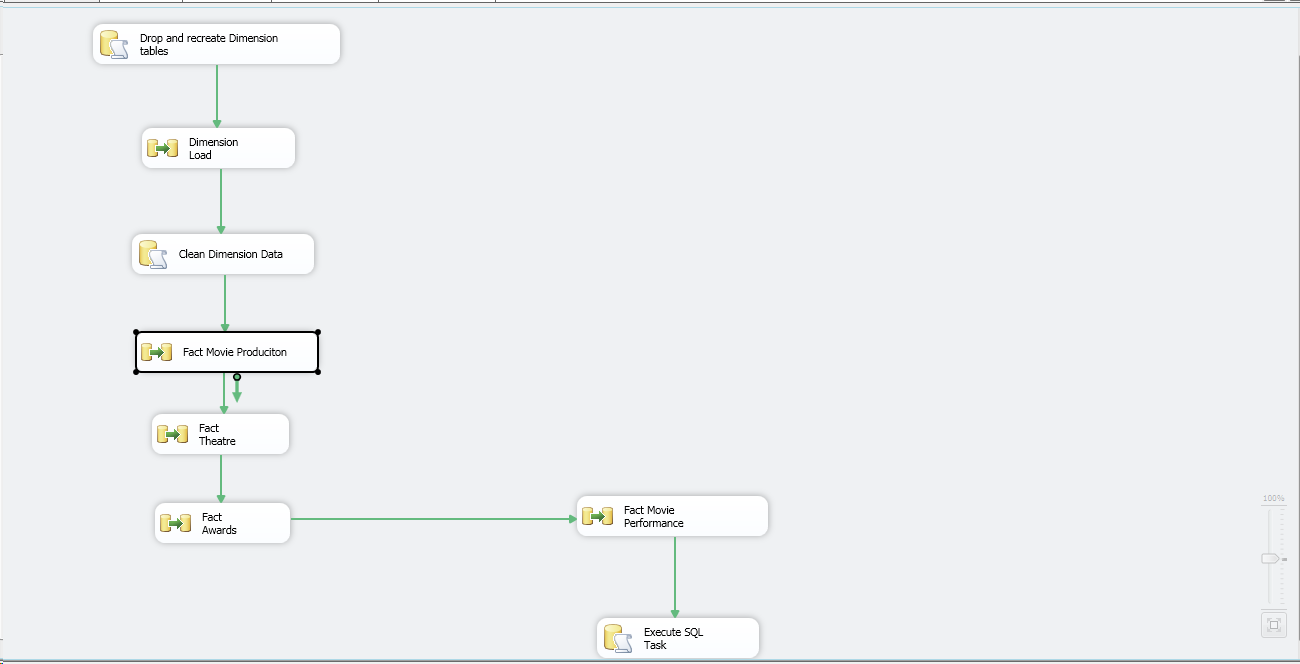 Drop and recreate Dimension
tables
Dimension
Load
Clean Dimension Data
Fact Movie Produciton
Fact
Theatre
Fact
Awards
Fact Movie
Performance
Execute SQL
Task
100%